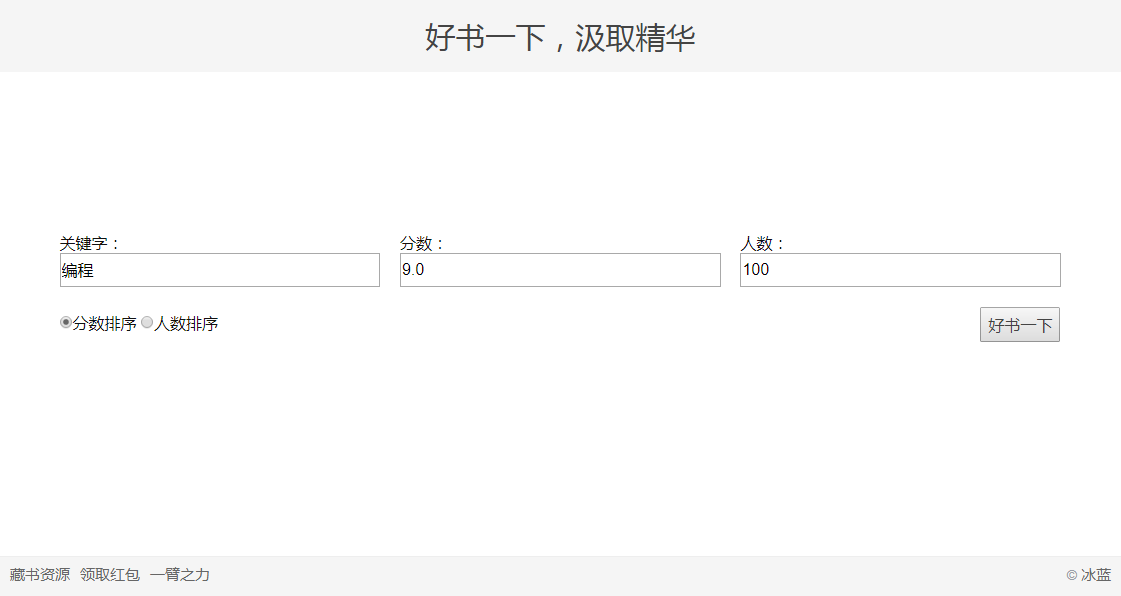 好书一下，汲取精华
关键字： 分数： 人数：
编程 9.0 100
分数排序 人数排序 好书一下
藏书资源 领取红包 一臂之力 © 冰蓝